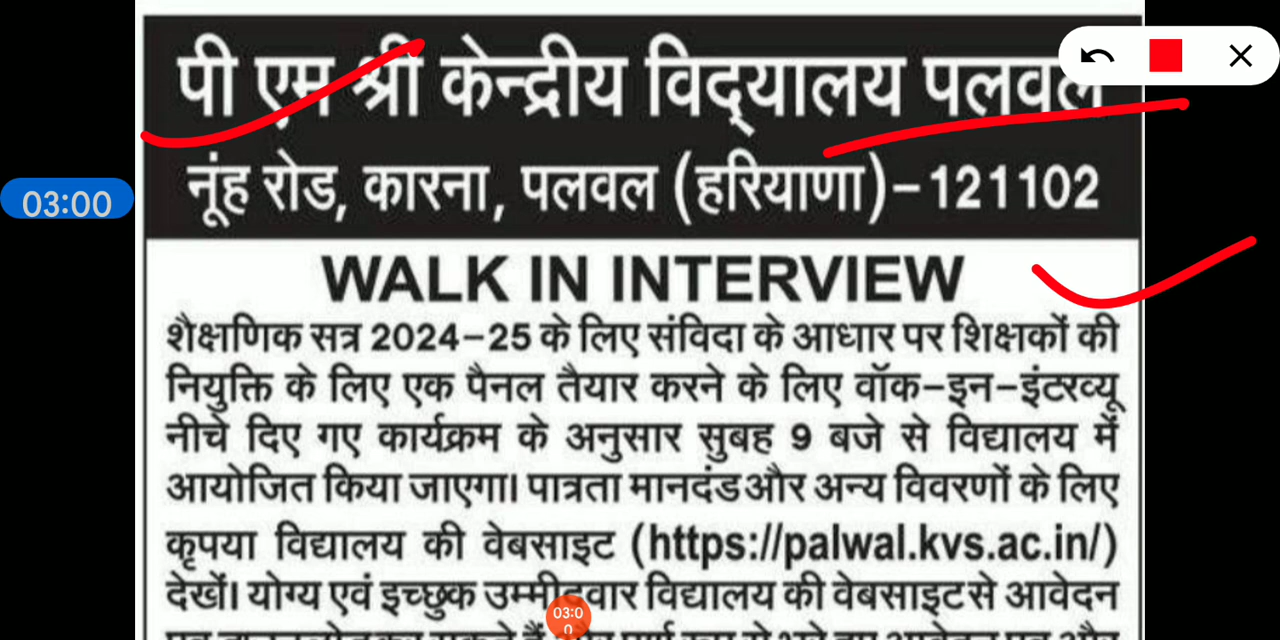 पी एम श्री केन्द्रीय विद्यालय पलवल
नूंह रोड, कारना, पलवल (हरियाणा)-121102
03:00
WALK IN INTERVIEW
शैक्षणिक सत्र 2024-25 के लिए संविदा के आधार पर शिक्षकों की
नियुक्ति के लिए एक पैनल तैयार करने के लिए वॉक-इन-इंटरव्यू
नीचे दिए गए कार्यक्रम के अनुसार सुबह 9 बजे से विद्यालय में
आयोजित किया जाएगा। पात्रता मानदंड और अन्य विवरणों के लिए
कृपया विद्यालय की वेबसाइट (https://palwal.kvs.ac.in/)
देखें। योग्य एवं इच्छुक उम्मीदवार विद्यालय की वेबसाइट से आवेदन
03:0
0